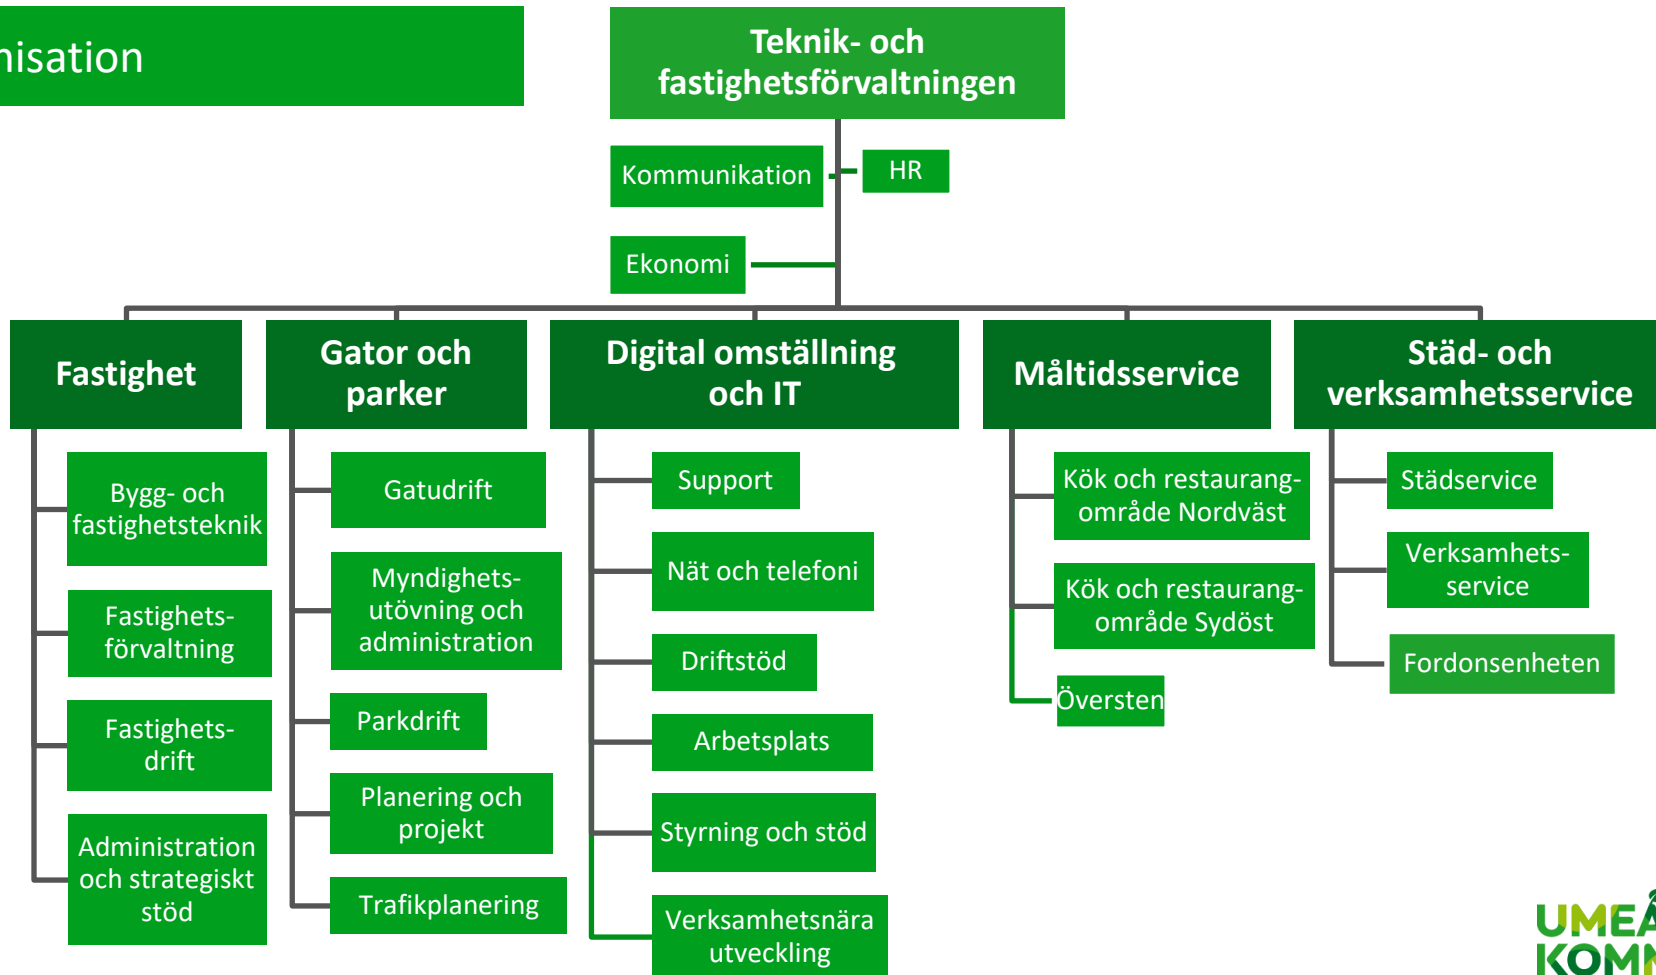 nisation
Teknik- och
fastighetsförvaltningen
Kommunikation
HR
Ekonomi
Fastighet
Bygg- och
fastighetsteknik
Fastighets-
förvaltning
Fastighets-
drift
Administration
och strategiskt
stöd
Gator och
parker
Gatudrift
Myndighets-
utövning och
administration
Parkdrift
Planering och
projekt
Trafikplanering
Digital omställning
och IT
Support
Nät och telefoni
Driftstöd
Arbetsplats
Styrning och stöd
Verksamhetsnära
utveckling
Måltidsservice
Kök och restaurang-
område Nordväst
Kök och restaurang-
område Sydöst
Översten
Städ- och
verksamhetsservice
Städservice
Verksamhets-
service
Fordonsenheten
UMEÅ
KOMM